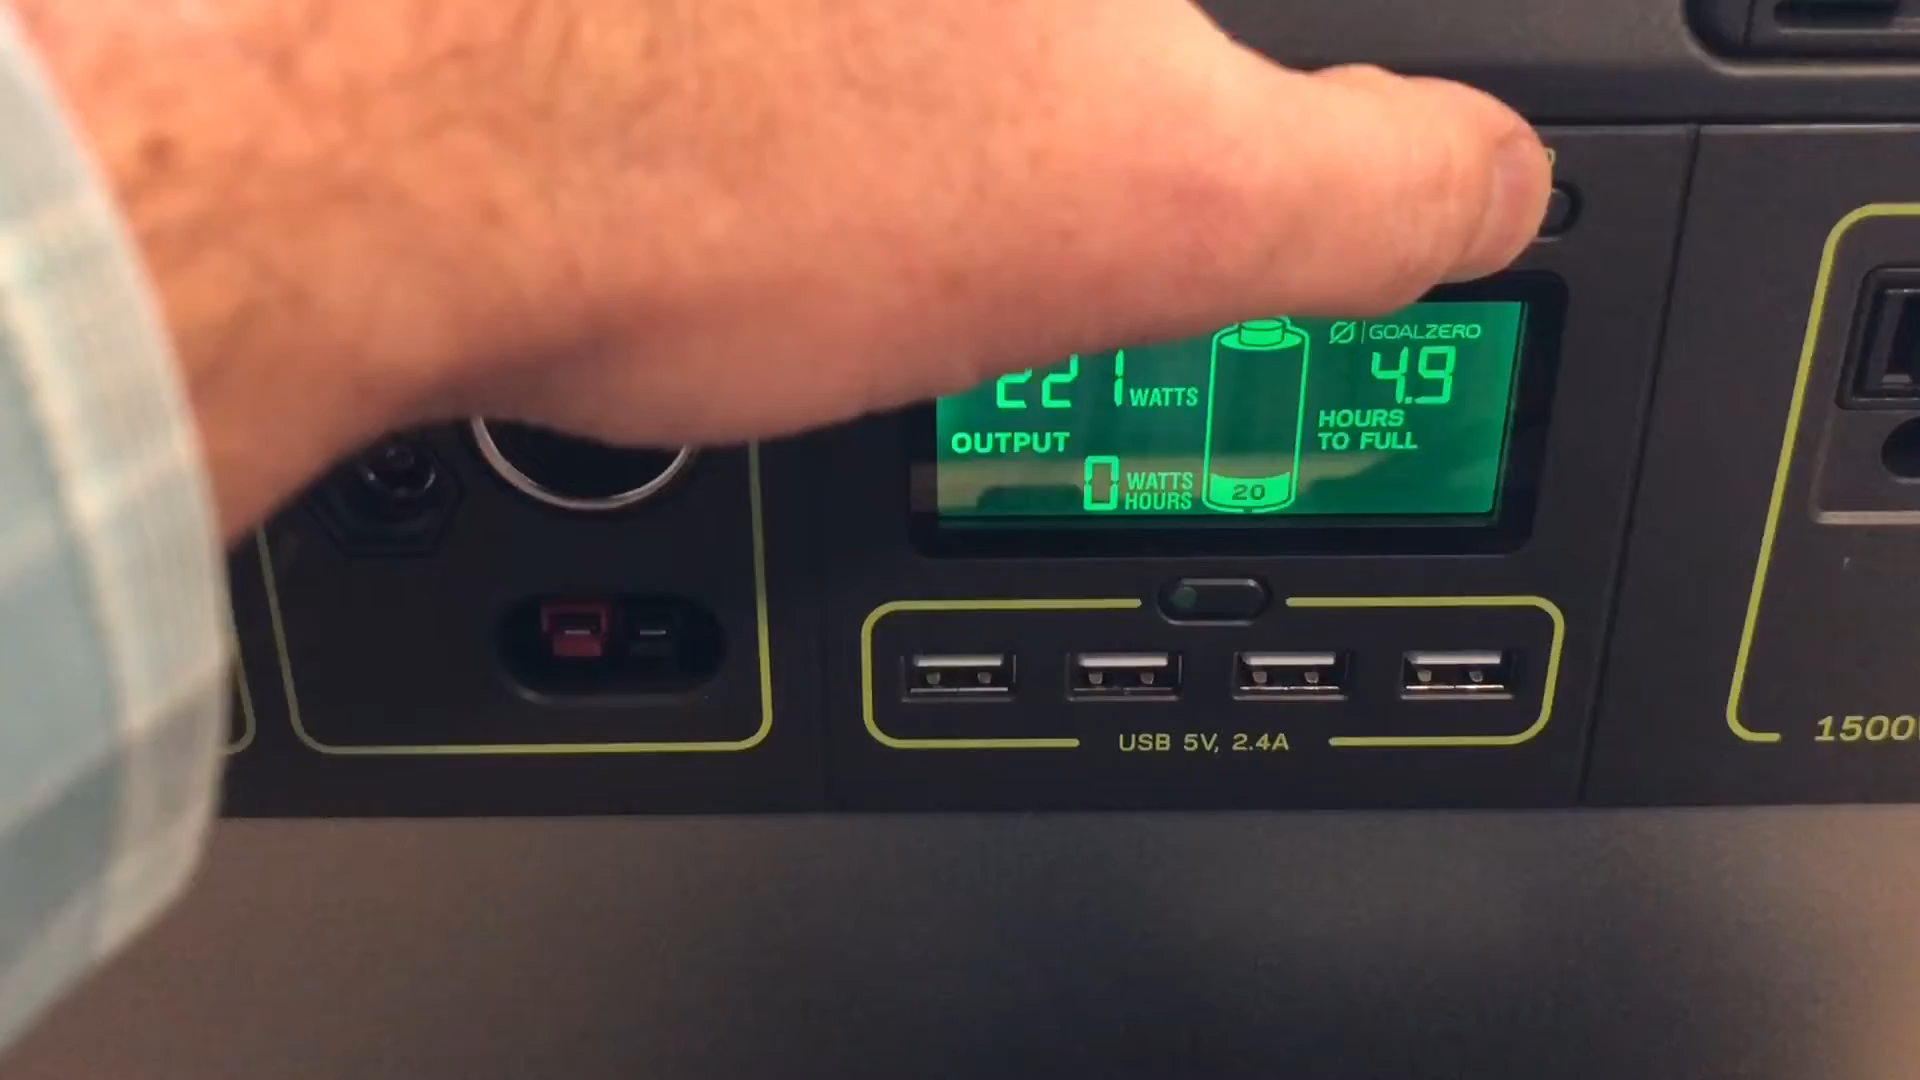 GOALZERO
221 WATTS
4.9
HOURS
TO FULL
OUTPUT
0 WATTS
HOURS
20
USB 5V, 2.4A
1500